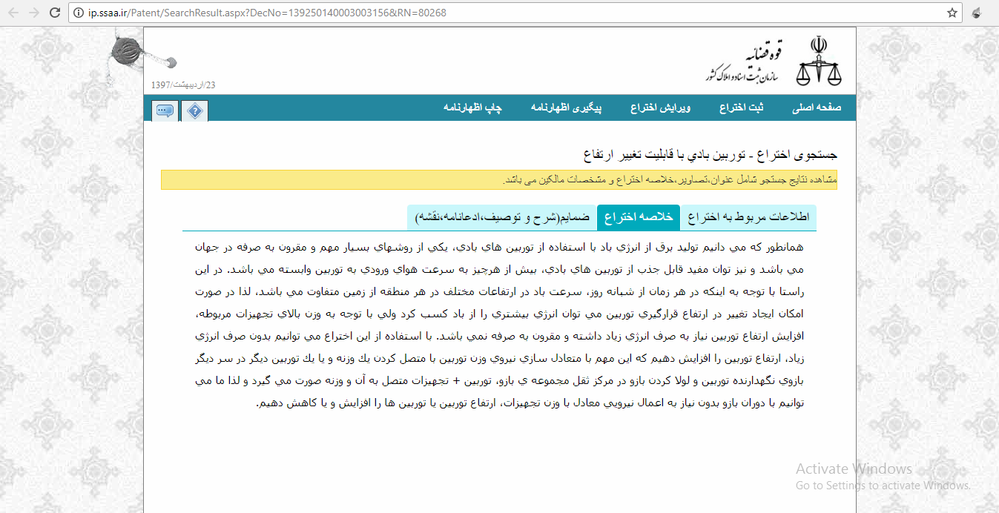 ip.ssaa.ir/Patent/SearchResult.aspx?DecNo=139250140003003156&RN=80268
قوه قضائیه
سازمان ثبت اسناد و املاک کشور
23/اردیبهشت/1397
صفحه اصلی ثبت اختراع ویرایش اختراع پیگیری اظهارنامه چاپ اظهارنامه
جستجوی اختراع - توربين بادي با قابليت تغيير ارتفاع
مشاهده نتایج جستجو شامل عنوان،تصاویر،خلاصه اختراع و مشخصات مالکین می باشد.
اطلاعات مربوط به اختراع خلاصه اختراع ضمایم(شرح و توصیف،ادعانامه،نقشه)
همانطور كه مي دانيم توليد برق از انرژي باد با استفاده از توربين هاي بادي، يكي از روشهاي بسيار مهم و مقرون به صرفه در جهان
مي باشد و نيز توان مفيد قابل جذب از توربين هاي بادي، بيش از هرچيز به سرعت هواي ورودي به توربين وابسته مي باشد. در اين
راستا با توجه به اينكه در هر زمان از شبانه روز، سرعت باد در ارتفاعات مختلف در هر منطقه از زمين متفاوت مي باشد، لذا در صورت
امكان ايجاد تغيير در ارتفاع قرارگيري توربين مي توان انرژي بيشتري را از باد كسب كرد ولي با توجه به وزن بالاي تجهيزات مربوطه،
افزايش ارتفاع توربين نياز به صرف انرژي زياد داشته و مقرون به صرفه نمي باشد. با استفاده از اين اختراع مي توانيم بدون صرف انرژي
زياد، ارتفاع توربين را افزايش دهيم كه اين مهم با متعادل سازي نيروي وزن توربين با متصل كردن يك وزنه و يا يك توربين ديگر در سر ديگر
بازوي نگهدارنده توربين و لولا كردن بازو در مركز ثقل مجموعه ي بازو، توربين + تجهيزات متصل به آن و وزنه صورت مي گيرد و لذا ما مي
توانيم با دوران بازو بدون نياز به اعمال نيرويي معادل با وزن تجهيزات، ارتفاع توربين يا توربين ها را افزايش و يا كاهش دهيم.
Activate Windows
Go to Settings to activate Windows.